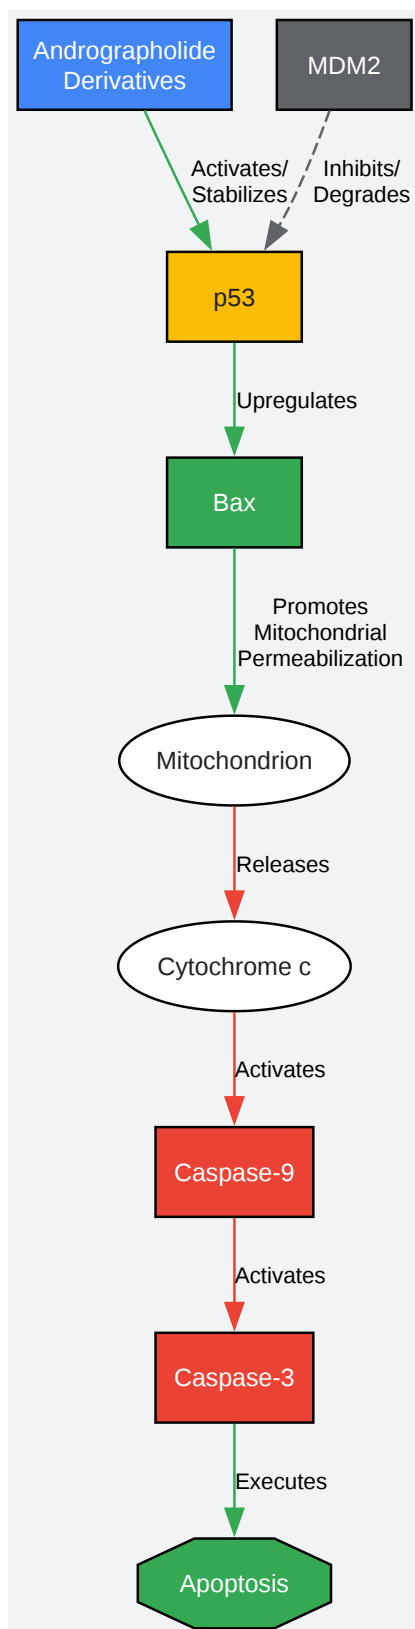 Andrographolide
Derivatives
MDM2
Activates/
Stabilizes
Inhibits/
Degrades
p53
Upregulates
Bax
Promotes
Mitochondrial
Permeabilization
Mitochondrion
Releases
Cytochrome c
Activates
Caspase-9
Activates
Caspase-3
Executes
Apoptosis